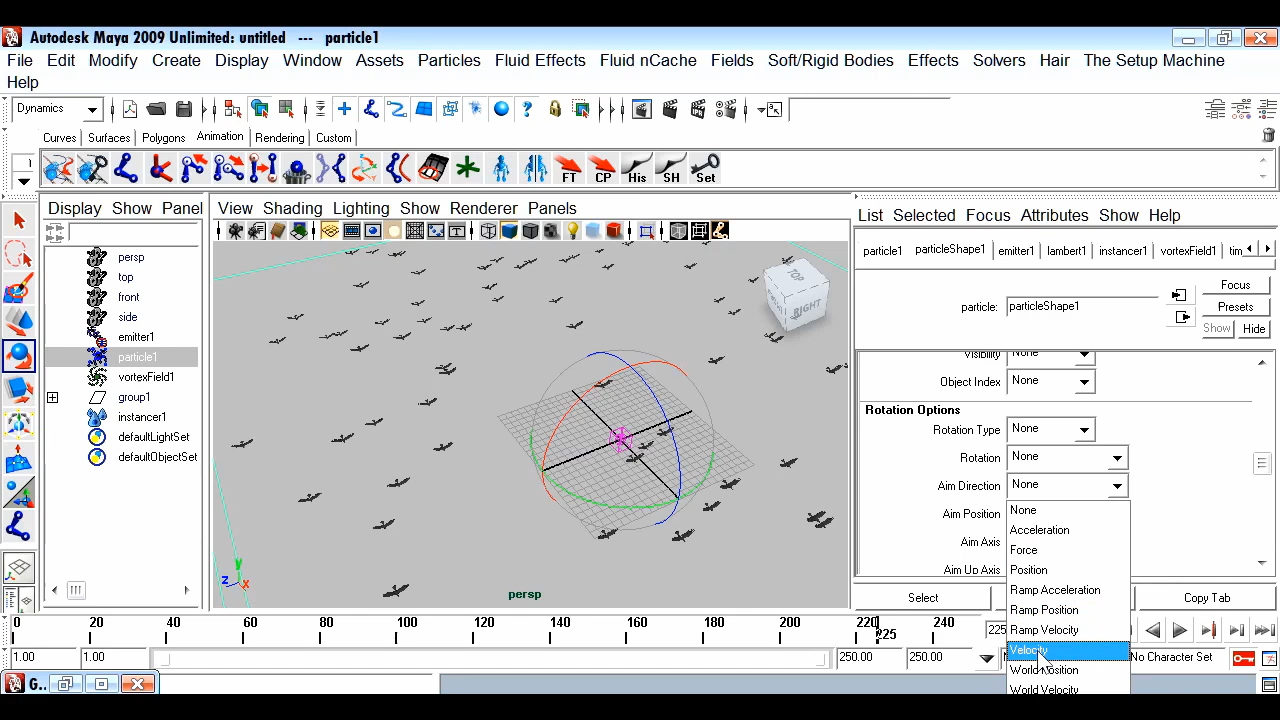 Autodesk Maya 2009 Unlimited: untitled --- particle1
File Edit Modify Create Display Window Assets Particles Fluid Effects Fluid nCache Fields Soft/Rigid Bodies Effects Solvers Hair The Setup Machine
Help
Dynamics
Curves Surfaces Polygons Animation Rendering Custom
FT CP His SH Set
Display Show Panel
View Shading Lighting Show Renderer Panels
List Selected Focus Attributes Show Help
persp
top
front
side
emitter1
particle1
vortexField1
group1
instancer1
defaultLightSe
defaultObjectSet
TOP
RIGHT
y
z x
persp
particle1 particleShape1 emitter1 lambert1 instancer1 vortexField1 tim
particle: particleShape1
Focus
Presets
Show Hide
Visibility None
Object Index None
Rotation Options
Rotation Type None
Rotation None
Aim Direction None
Aim Position
Aim Axis
Aim Up Axis
None
Acceleration
Force
Position
Ramp Acceleration
Ramp Position
Ramp Velocity
Velocity
World Position
World Velocity
Select Copy Tab
0 20 40 60 80 100 120 140 160 180 200 220 240
225
225
1.00 1.00 250.00 250.00 No Character Set
G..